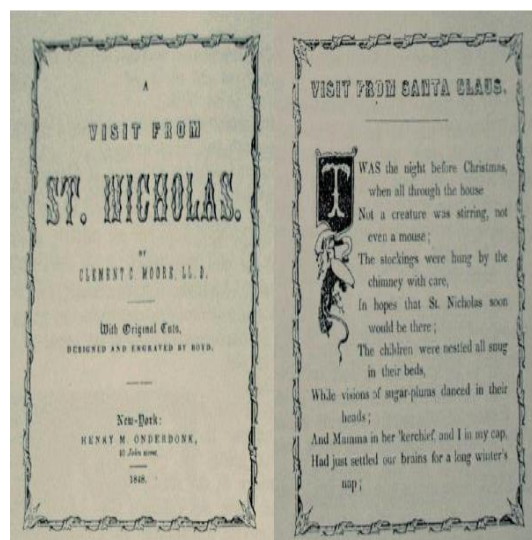 A
VISIT FROM
ST. NICHOLAS.
BY
CLEMENT C. MOORE, LL. D.
With Original Cuts,
DESIGNED AND ENGRAVED BY BOYD.
New-York:
HENRY M. ONDERDONK,
10 John street.
1848.
VISIT FROM SANTA CLAUS.
TWAS the night before Christmas,
when all through the house
Not a creature was stirring, not
even a mouse;
The stockings were hung by the
chimney with care,
In hopes that St. Nicholas soon
would be there;
The children were nestled all snug
in their beds,
While visions of sugar-plums danced in their
heads;
And Mamma in her 'kerchief, and I in my cap,
Had just settled our brains for a long winter's
nap;